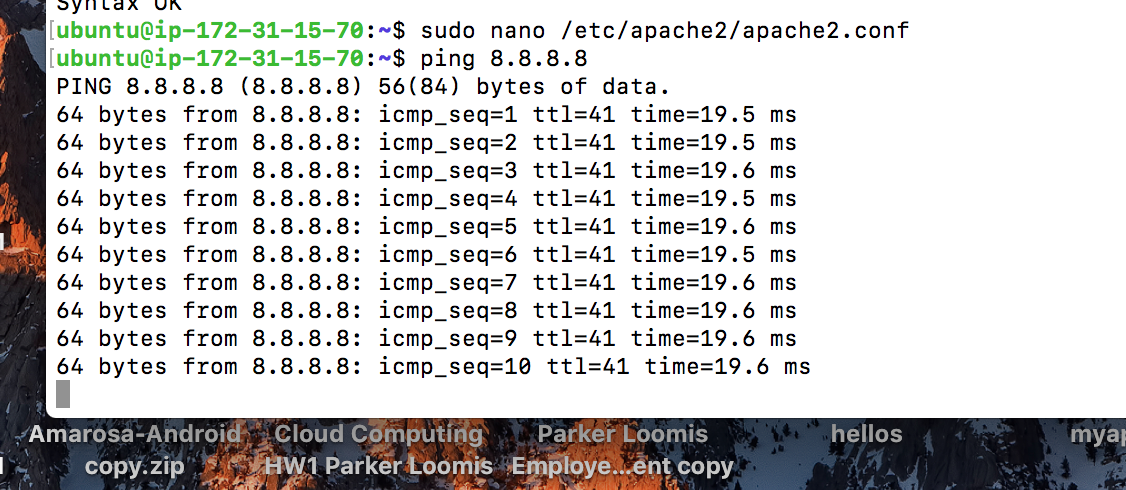 Syntax OK
[ubuntu@ip-172-31-15-70:~$ sudo nano /etc/apache2/apache2.conf
[ubuntu@ip-172-31-15-70:~$ ping 8.8.8.8
PING 8.8.8.8 (8.8.8.8) 56(84) bytes of data.
64 bytes from 8.8.8.8: icmp_seq=1 ttl=41 time=19.5 ms
64 bytes from 8.8.8.8: icmp_seq=2 ttl=41 time=19.5 ms
64 bytes from 8.8.8.8: icmp_seq=3 ttl=41 time=19.6 ms
64 bytes from 8.8.8.8: icmp_seq=4 ttl=41 time=19.5 ms
64 bytes from 8.8.8.8: icmp_seq=5 ttl=41 time=19.6 ms
64 bytes from 8.8.8.8: icmp_seq=6 ttl=41 time=19.5 ms
64 bytes from 8.8.8.8: icmp_seq=7 ttl=41 time=19.6 ms
64 bytes from 8.8.8.8: icmp_seq=8 ttl=41 time=19.6 ms
64 bytes from 8.8.8.8: icmp_seq=9 ttl=41 time=19.6 ms
64 bytes from 8.8.8.8: icmp_seq=10 ttl=41 time=19.6 ms
Amarosa-Android Cloud Computing Parker Loomis hellos
copy.zip HW1 Parker Loomis Employe...ent copy